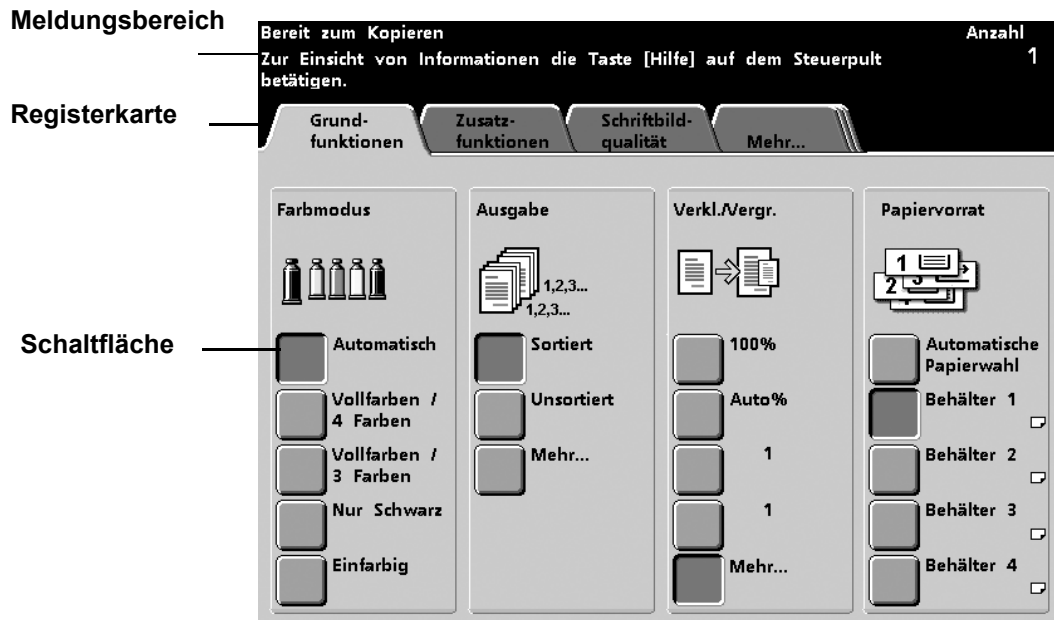 Meldungsbereich
Bereit zum Kopieren
Anzahl
Zur Einsicht von Informationen die Taste [Hilfe] auf dem Steuerpult
1
betätigen.
Registerkarte
Grund-
funktionen
Zusatz-
funktionen
Schriftbild-
qualität
Mehr...
Farbmodus
Schaltfläche
Automatisch
Vollfarben /
4 Farben
Vollfarben /
3 Farben
Nur Schwarz
Einfarbig
Ausgabe
1,2,3...
1,2,3...
Sortiert
Unsortiert
Mehr...
Verkl./Vergr.
100%
Auto%
1
1
Mehr...
Papiervorrat
1
2
3
Automatische
Papierwahl
Behälter 1
Behälter 2
Behälter 3
Behälter 4